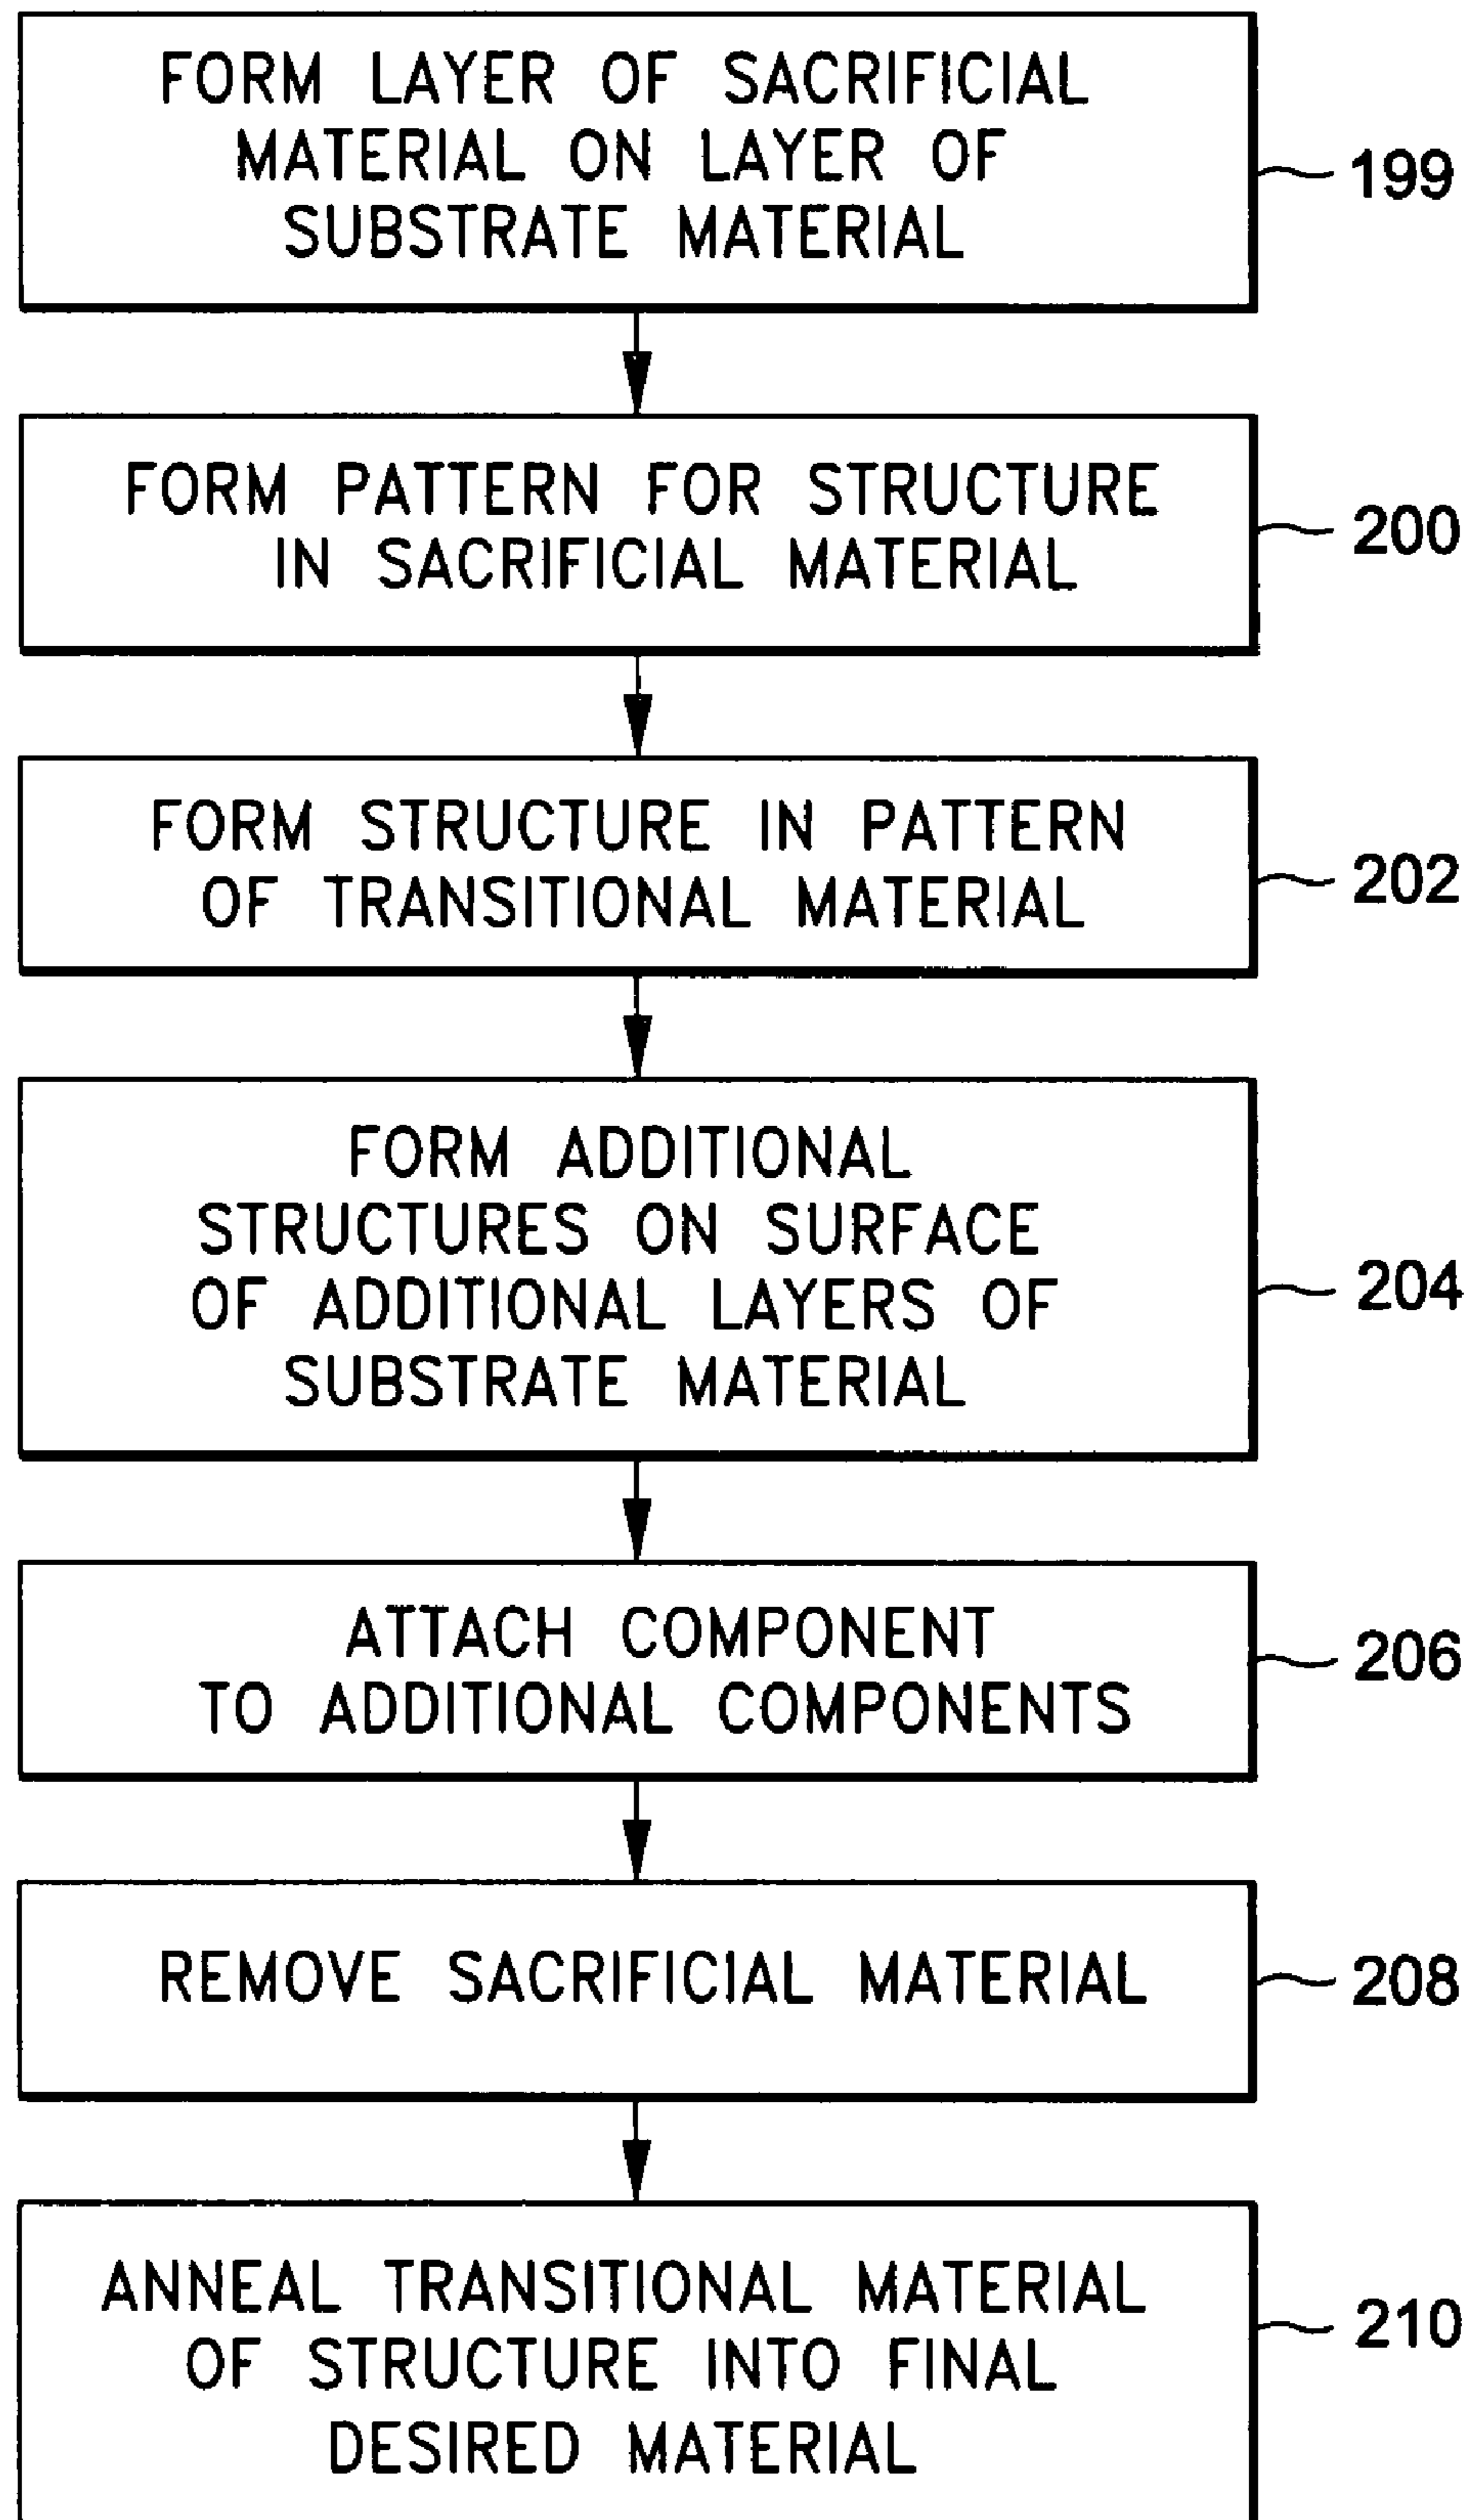 FORM LAYER OF SACRIFICIAL
MATERIAL ON LAYER OF
SUBSTRATE MATERIAL
199
FORM PATTERN FOR STRUCTURE
IN SACRIFICIAL MATERIAL
200
FORM STRUCTURE IN PATTERN
OF TRANSITIONAL MATERIAL
202
FORM ADDITIONAL
STRUCTURES ON SURFACE
OF ADDITIONAL LAYERS OF
SUBSTRATE MATERIAL
204
ATTACH COMPONENT
TO ADDITIONAL COMPONENTS
206
REMOVE SACRIFICIAL MATERIAL
208
ANNEAL TRANSITIONAL MATERIAL
OF STRUCTURE INTO FINAL
DESIRED MATERIAL
210